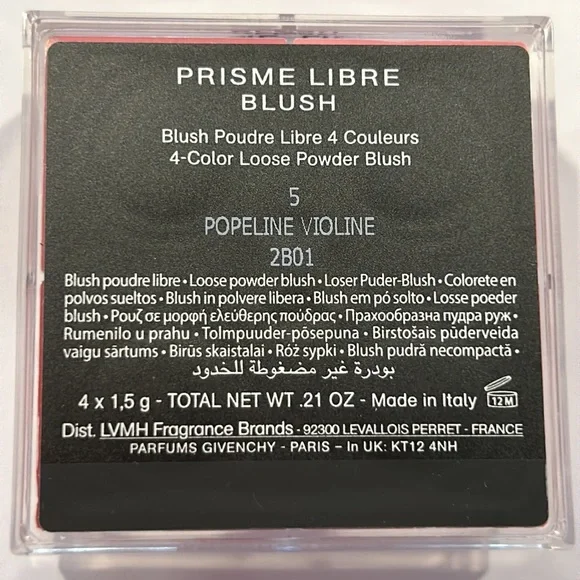 PRISME LIBRE
BLUSH
Blush Poudre Libre 4 Couleurs
4-Color Loose Powder Blush
5
POPELINE VIOLINE
2B01
Blush poudre libre • Loose powder blush • Loser Puder-Blush • Colorete en
polvos sueltos • Blush in polvere libera • Blush em pó solto • Losse poeder
blush • Ρουζ σε μορφή ελεύθερης πούδρας • Прахообразна пудра руж •
Rumenilo u prahu • Tolmpuuder-põsepuna • Birstošais pūderveida
vaigu sārtums • Birūs skaistalai • Róż sypki • Blush pudră necompactă •
بودرة غير مضغوطة للخدود
4 x 1,5 g - TOTAL NET WT .21 OZ - Made in Italy 12M
Dist. LVMH Fragrance Brands - 92300 LEVALLOIS PERRET - FRANCE
PARFUMS GIVENCHY - PARIS – In UK: KT12 4NH